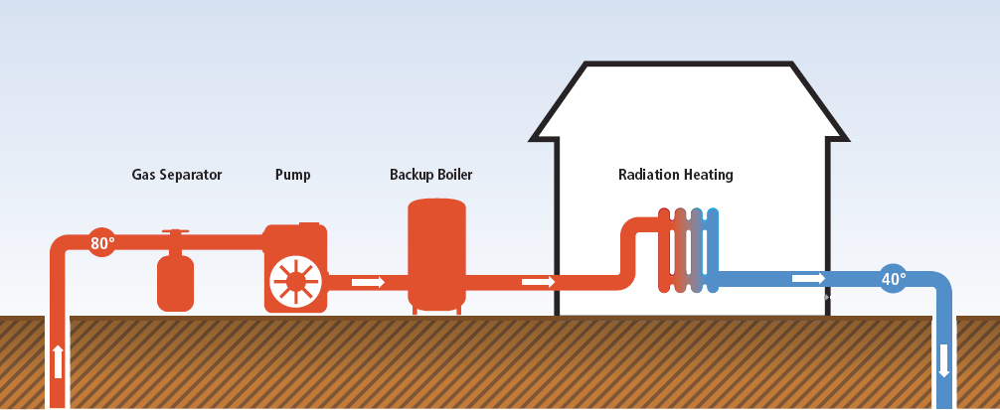 Gas Separator
Pump
Backup Boiler
Radiation Heating
80°
40°